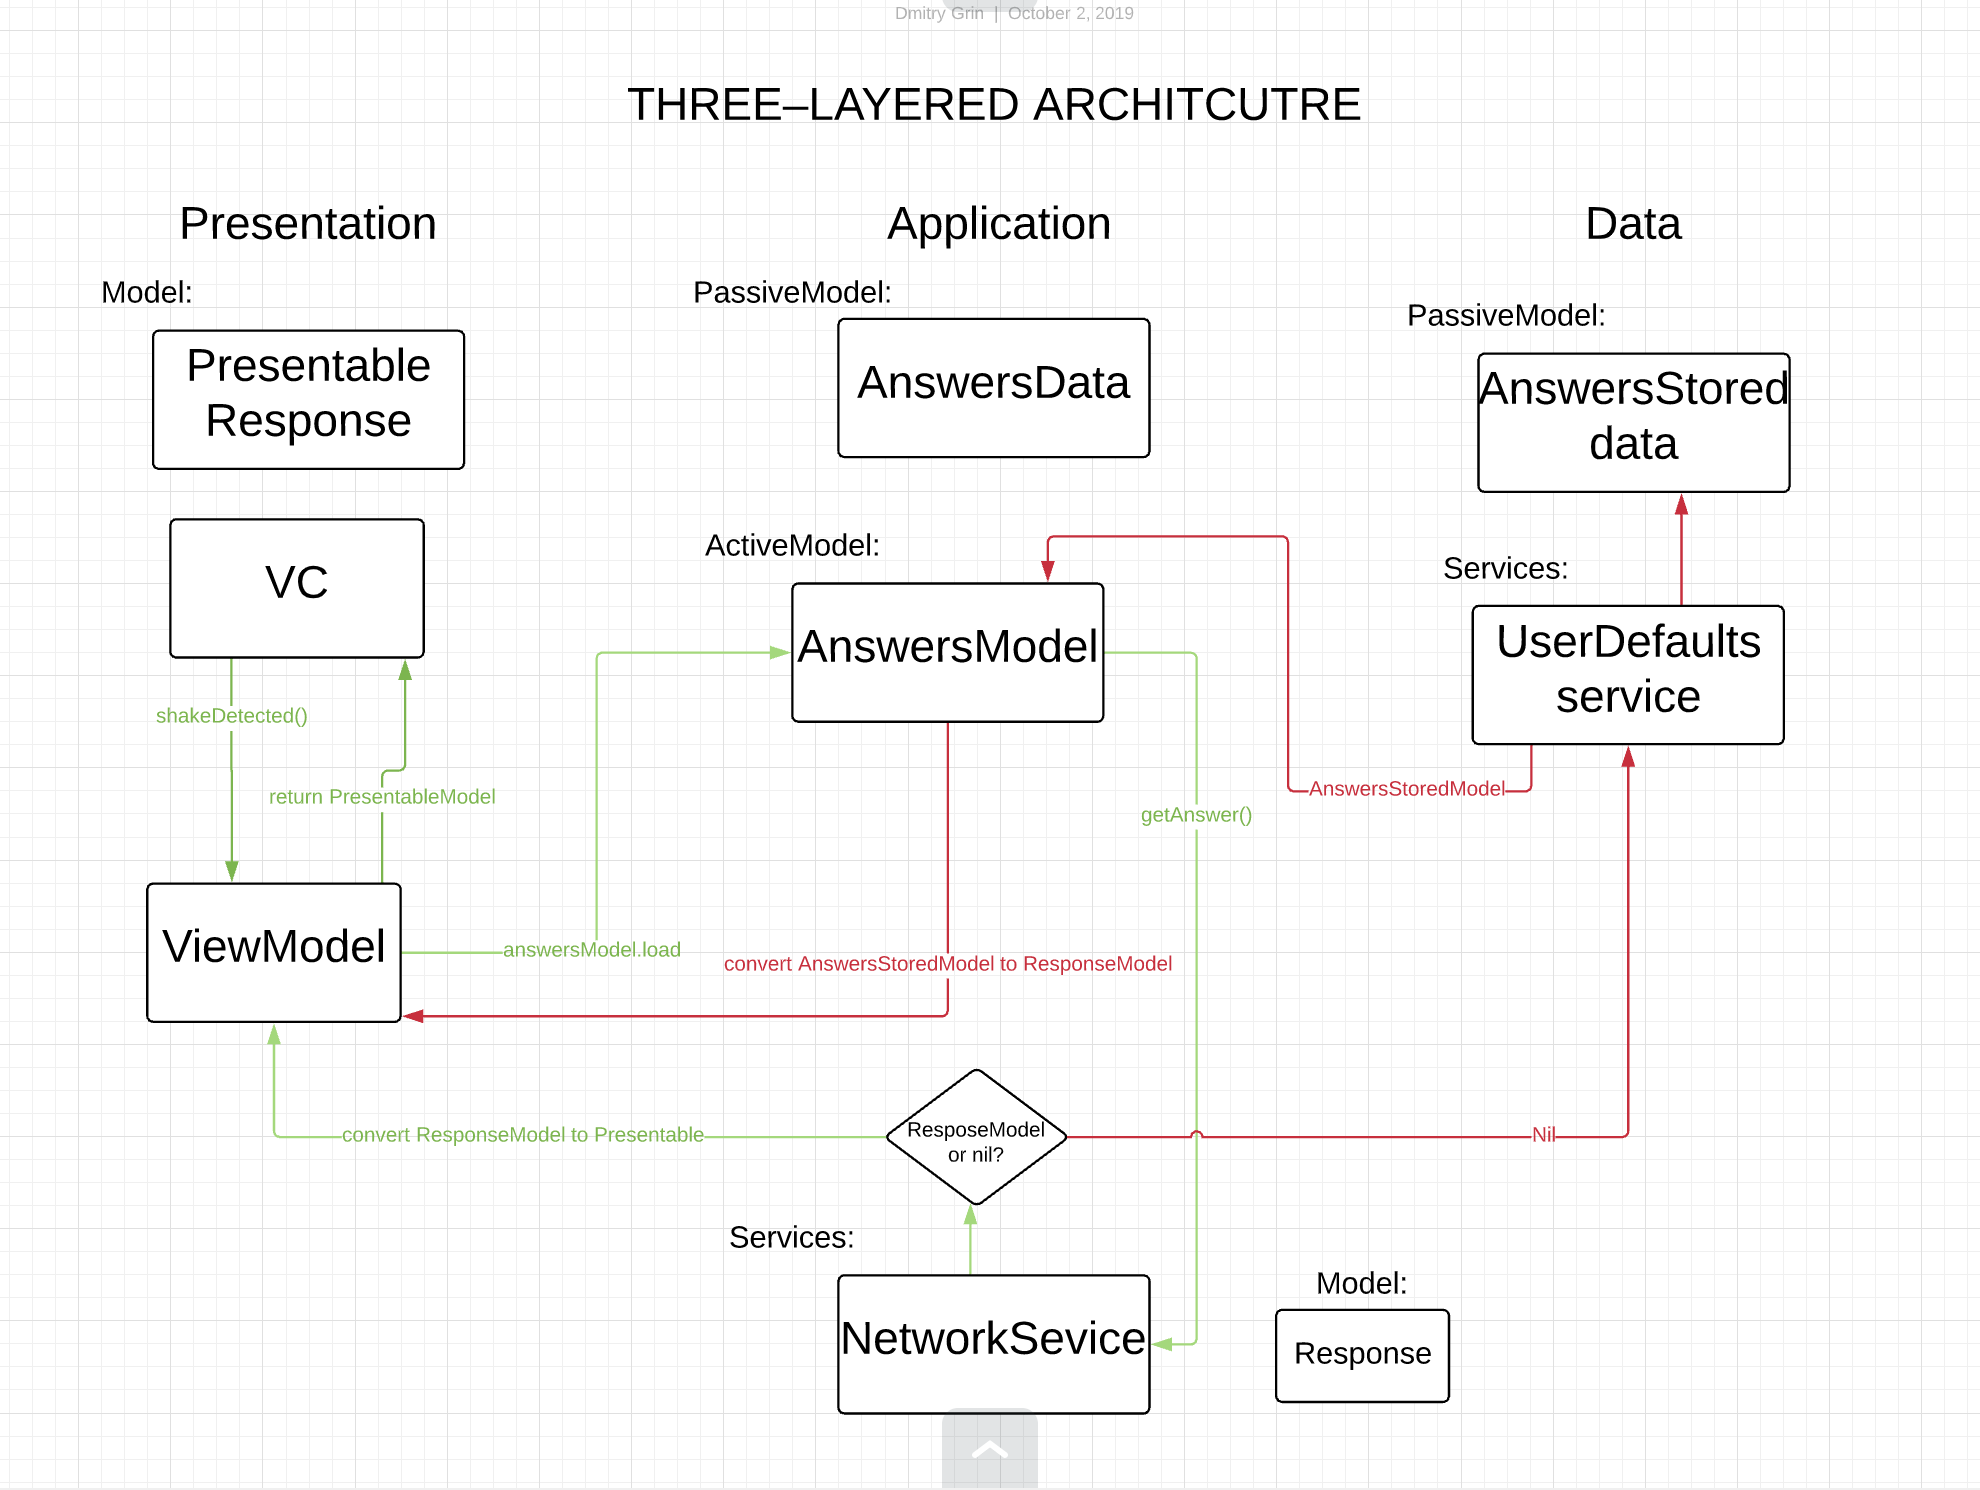 Dmitry Grin | October 2, 2019
THREE–LAYERED ARCHITCUTRE
Presentation
Application
Data
Model:
PassiveModel:
PassiveModel:
Presentable
Response
AnswersData
AnswersStored
data
VC
ActiveModel:
Services:
AnswersModel
UserDefaults
service
shakeDetected()
return PresentableModel
AnswersStoredModel
getAnswer()
ViewModel
answersModel.load
convert AnswersStoredModel to ResponseModel
ResposeModel
or nil?
convert ResponseModel to Presentable
Nil
Services:
NetworkSevice
Model:
Response